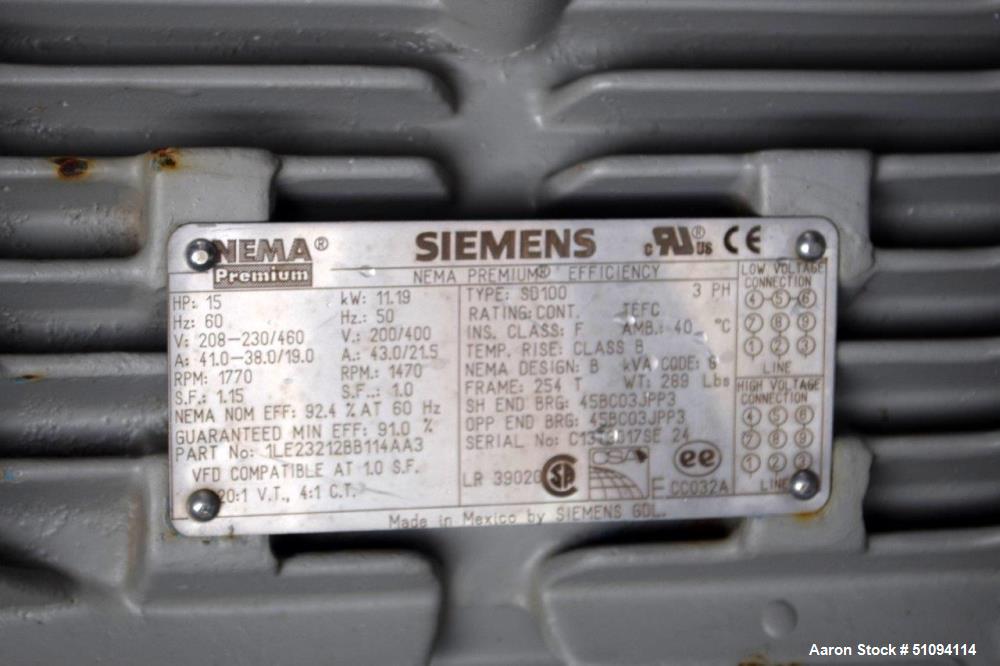 NEMA® SIEMENS c RU® US CE
Premium
NEMA PREMIUM® EFFICIENCY
HP: 15 kW: 11.19
Hz: 60 Hz.: 50
V: 208-230/460 V.: 200/400
A: 41.0-38.0/19.0 A.: 43.0/21.5
RPM: 1770 RPM: 1470
S.F.: 1.15 S.F..: 1.0
NEMA NOM EFF: 92.4 % AT 60 Hz
GUARANTEED MIN EFF: 91.0 %
PART No: 1LE23212BB114AA3
VFD COMPATIBLE AT 1.0 S.F.
20:1 V.T., 4:1 C.T.
TYPE: SD100 3 PH
RATING: CONT. TEFC
INS. CLASS: F AMB.: 40 °C
TEMP. RISE: CLASS B
NEMA DESIGN: B kVA CODE: G
FRAME: 254 T WT: 289 Lbs
SH END BRG: 45BC03JPP3
OPP END BRG: 45BC03JPP3
SERIAL No: 24
LR 39020 CSA ee
CC032A
LOW VOLTAGE
CONNECTION
4-5-6
7 8 9
1 2 3
LINE
HIGH VOLTAGE
CONNECTION
4 5 6
7 8 9
1 2 3
LINE
Made in Mexico by SIEMENS GDL.
Aaron Stock # 51094114